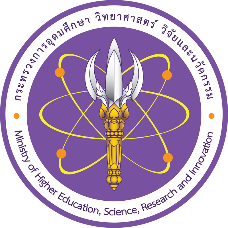 กระทรวงการอุดมศึกษา วิทยาศาสตร์ วิจัยและนวัตกรรม
Ministry of Higher Education, Science, Research and Innovation